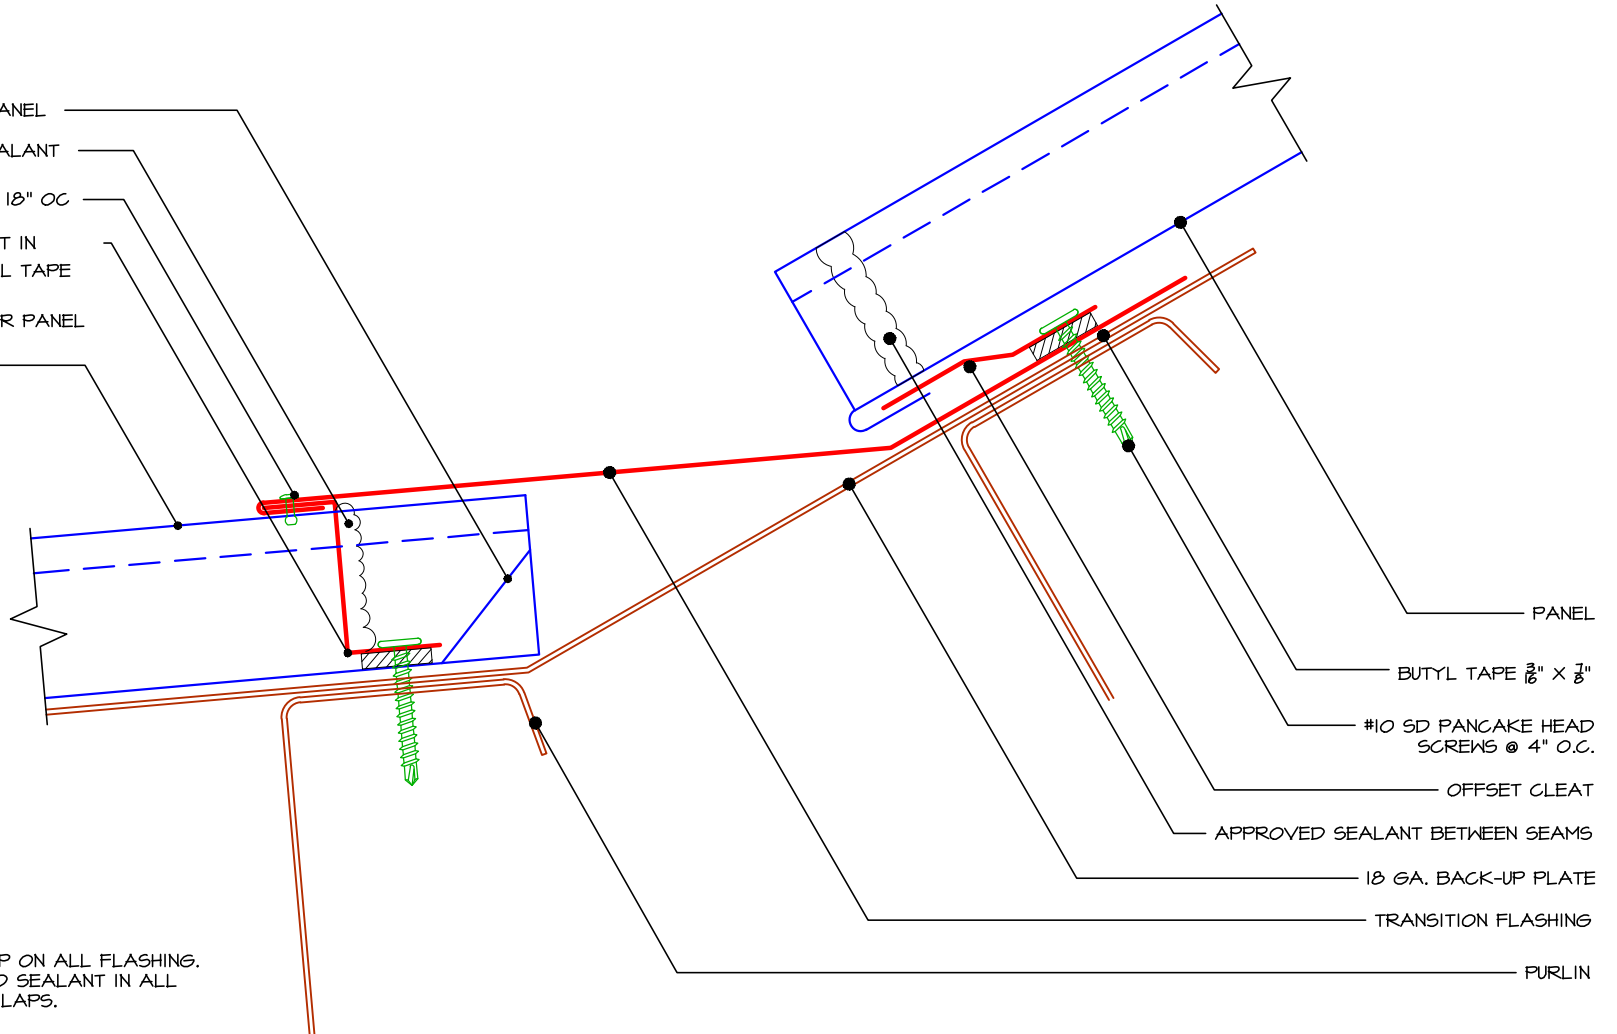 ANEL
ALANT
18" OC
T IN
L TAPE
R PANEL
PANEL
BUTYL TAPE 3/16" X 7/8"
#10 SD PANCAKE HEAD
SCREWS @ 4" O.C.
OFFSET CLEAT
APPROVED SEALANT BETWEEN SEAMS
18 GA. BACK-UP PLATE
TRANSITION FLASHING
PURLIN
P ON ALL FLASHING.
D SEALANT IN ALL
LAPS.